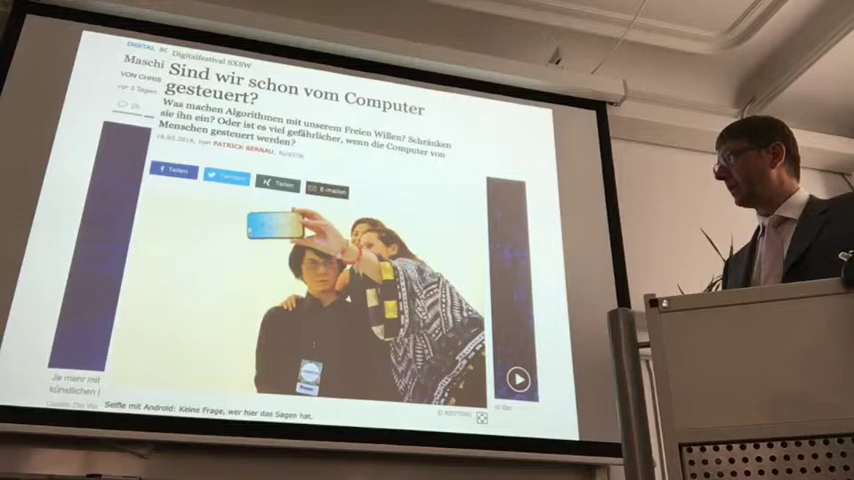 DIGITAL
Digitalfestival SXSW
Maschi
Sind wir schon vom Computer
gesteuert?
VON CHRIS
vor 3 Tagen
Was machen Algorithmen mit unserem Freien Willen? Schränken
sie ihn ein? Oder ist es viel gefährlicher, wenn die Computer von
Menschen gesteuert werden?
von PATRICK BERNAU, AUSTIN
f Teilen
Twittern
Teilen
E-mailen
Je mehr mit
künstlichen
Selfie mit Android: Keine Frage, wer hier das Sagen hat.
© REUTERS